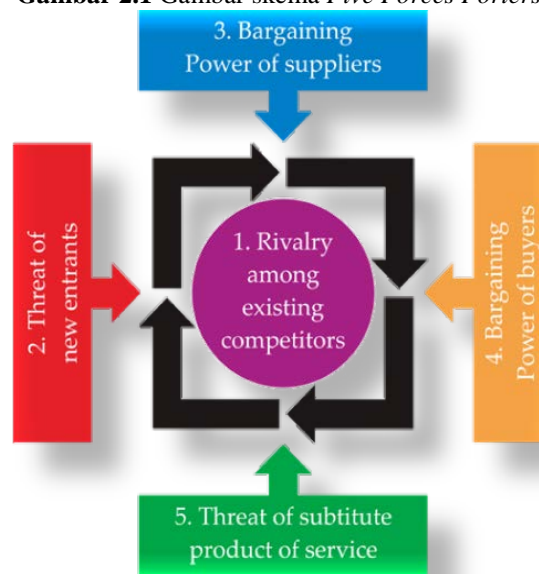 Gambar 2.1 Gambar skema Five Forces Porters
3. Bargaining
Power of suppliers
2. Threat of
new entrants
1. Rivalry
among
existing
competitors
4. Bargaining
Power of buyers
5. Threat of subtitute
product of service